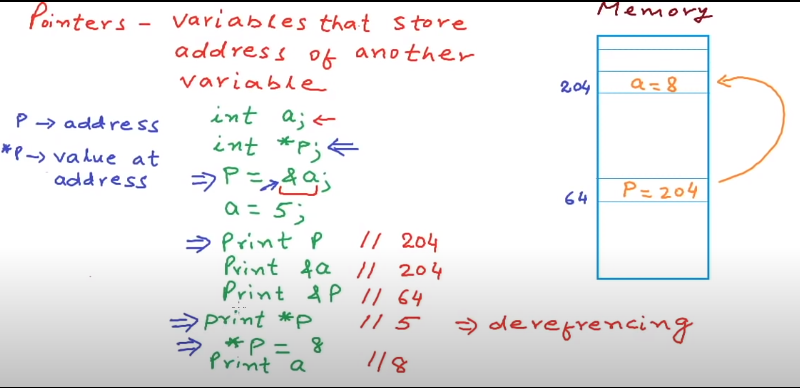 Pointers - variables that store
address of another
variable
P → address
*P → value at
address
int a; ←
int *P; ⇐
⇒ P = &a;
a = 5;
⇒ Print P // 204
Print &a // 204
Print &P // 64
⇒ print *P // 5 ⇒ derefrencing
⇒ *P = 8
Print a // 8
Memory
204 a = 8
64 P = 204